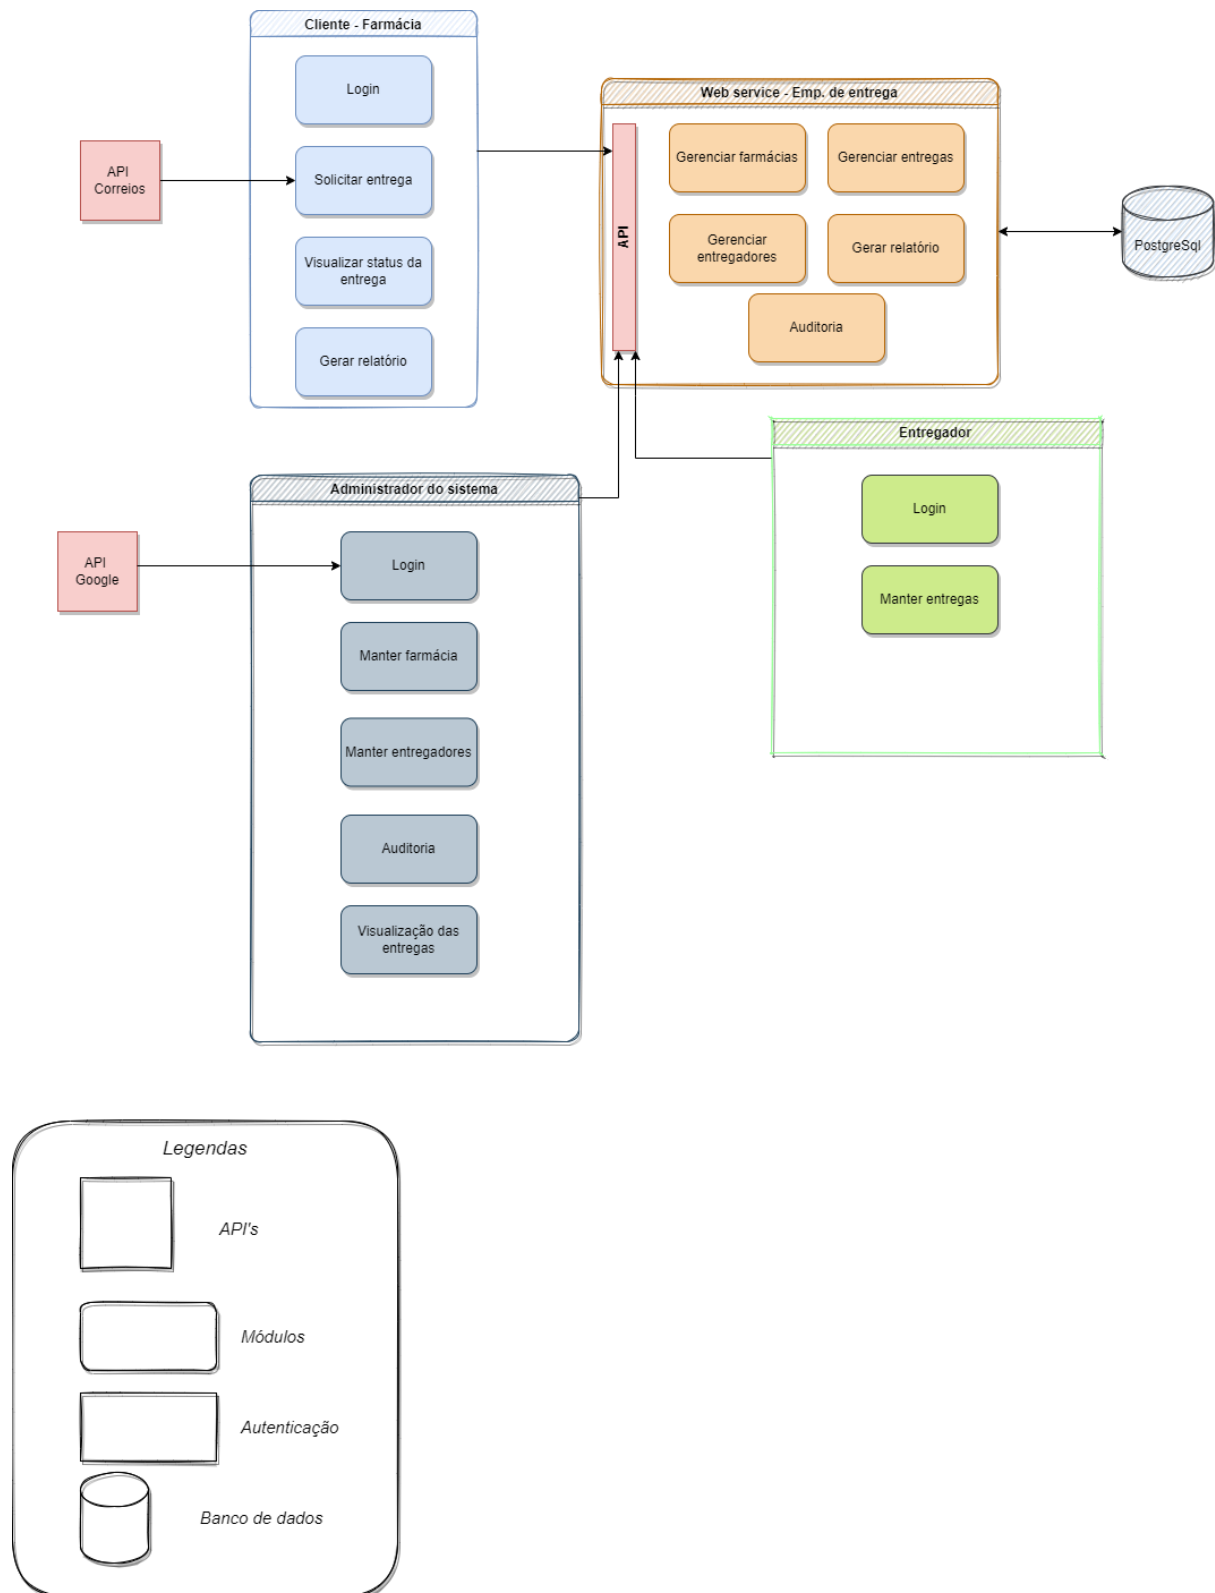 Cliente - Farmácia
Login
Solicitar entrega
Visualizar status da
entrega
Gerar relatório
API
Correios
Web service - Emp. de entrega
API
Gerenciar farmácias
Gerenciar entregas
Gerenciar
entregadores
Gerar relatório
Auditoria
PostgreSql
Entregador
Login
Manter entregas
Administrador do sistema
API
Google
Login
Manter farmácia
Manter entregadores
Auditoria
Visualização das
entregas
Legendas
API's
Módulos
Autenticação
Banco de dados